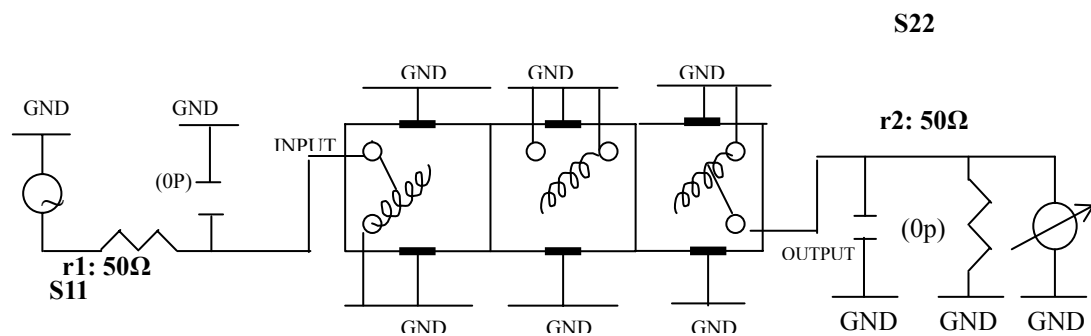 S22
GND
GND
GND
GND
GND
r2: 50Ω
INPUT
(0P)
(0p)
OUTPUT
r1: 50Ω
S11
GND
GND
GND
GND
GND
GND